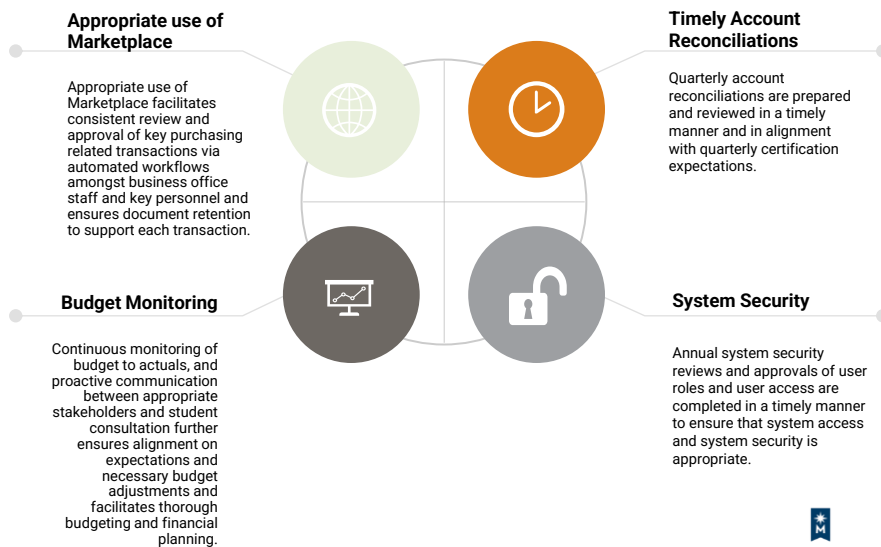 Appropriate use of
Marketplace
Appropriate use of
Marketplace facilitates
consistent review and
approval of key purchasing
related transactions via
automated workflows
amongst business office
staff and key personnel and
ensures document retention
to support each transaction.
Timely Account
Reconciliations
Quarterly account
reconciliations are prepared
and reviewed in a timely
manner and in alignment
with quarterly certification
expectations.
Budget Monitoring
Continuous monitoring of
budget to actuals, and
proactive communication
between appropriate
stakeholders and student
consultation further
ensures alignment on
expectations and
necessary budget
adjustments and
facilitates thorough
budgeting and financial
planning.
System Security
Annual system security
reviews and approvals of user
roles and user access are
completed in a timely manner
to ensure that system access
and system security is
appropriate.
M